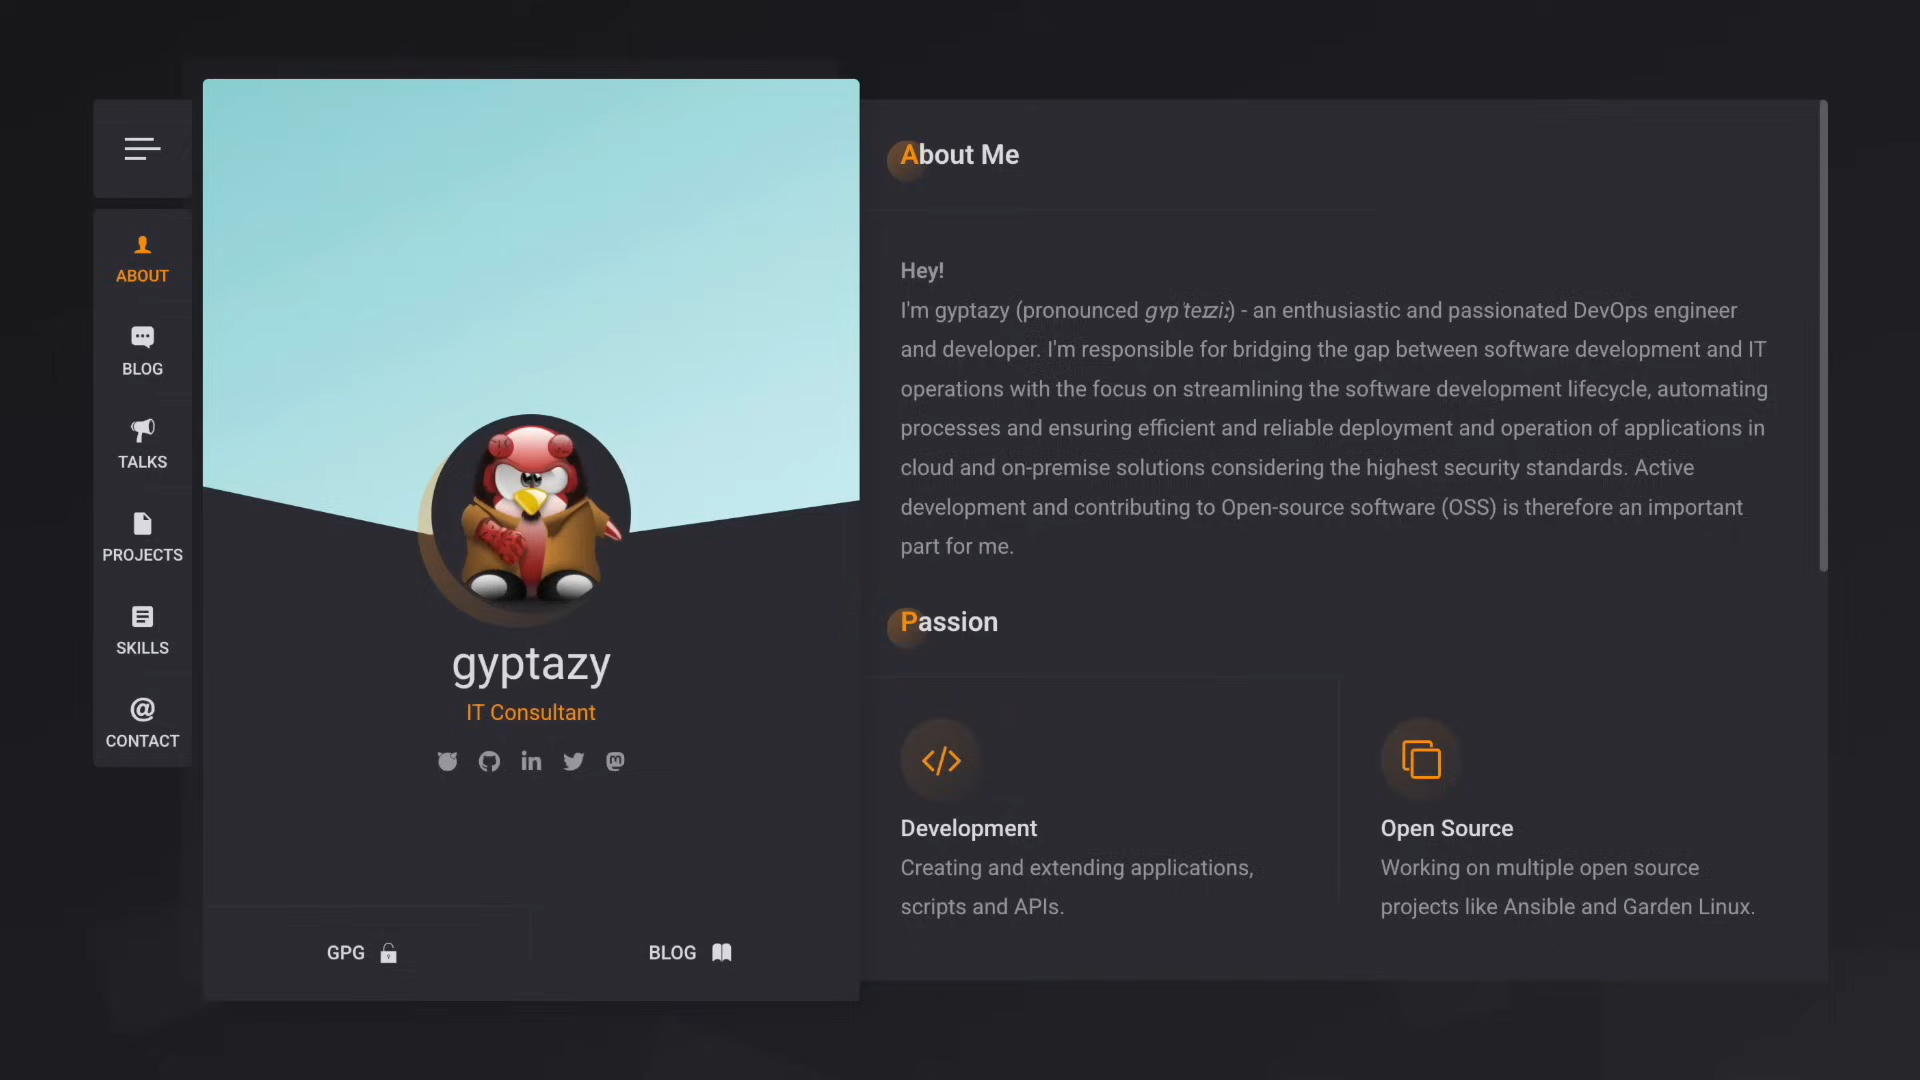 ABOUT
BLOG
TALKS
PROJECTS
SKILLS
CONTACT
gyptazy
IT Consultant
GPG
BLOG
About Me
Hey!
I'm gyptazy (pronounced gʏpˈteɪziː) - an enthusiastic and passionated DevOps engineer
and developer. I'm responsible for bridging the gap between software development and IT
operations with the focus on streamlining the software development lifecycle, automating
processes and ensuring efficient and reliable deployment and operation of applications in
cloud and on-premise solutions considering the highest security standards. Active
development and contributing to Open-source software (OSS) is therefore an important
part for me.
Passion
Development
Creating and extending applications,
scripts and APIs.
Open Source
Working on multiple open source
projects like Ansible and Garden Linux.